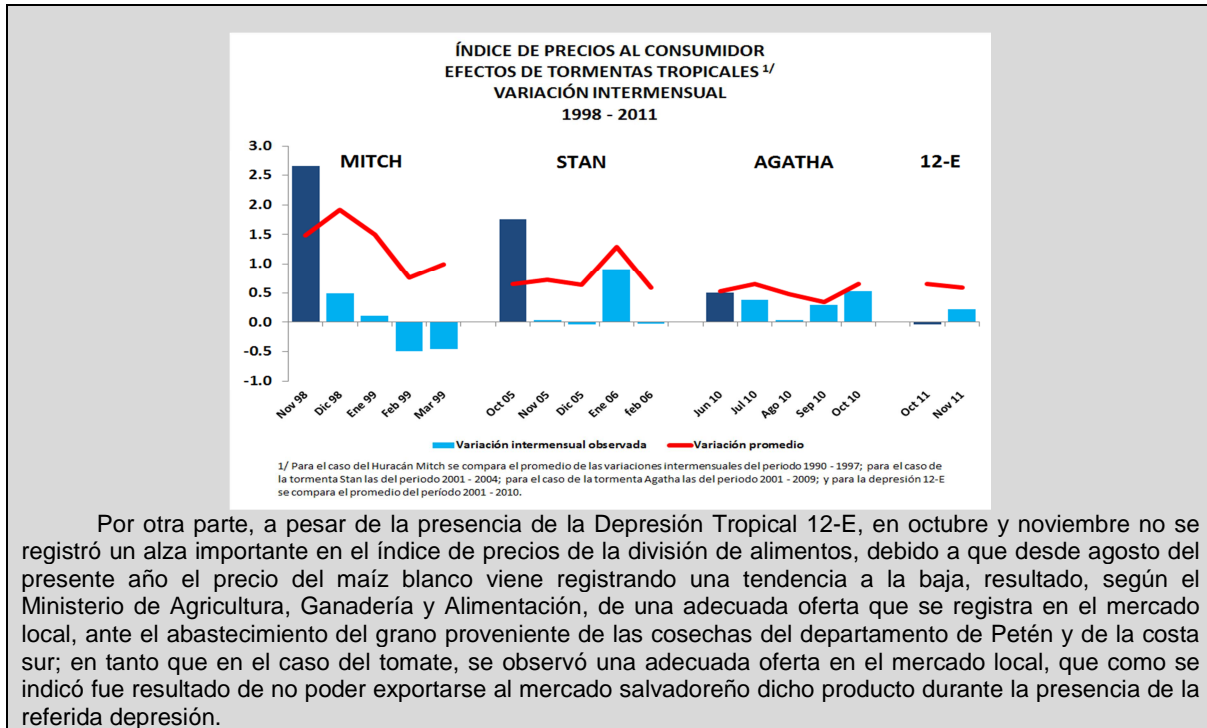 ÍNDICE DE PRECIOS AL CONSUMIDOR
EFECTOS DE TORMENTAS TROPICALES 1/
VARIACIÓN INTERMENSUAL
1998 - 2011
3.0
2.5
2.0
1.5
1.0
0.5
0.0
-0.5
-1.0
MITCH STAN AGATHA 12-E
Nov 98 Dic 98 Ene 99 Feb 99 Mar 99 Oct 05 Nov 05 Dic 05 Ene 06 feb 06 Jun 10 Jul 10 Ago 10 Sep 10 Oct 10 Oct 11 Nov 11
Variación intermensual observada Variación promedio
1/ Para el caso del Huracán Mitch se compara el promedio de las variaciones intermensuales del periodo 1990 - 1997; para el caso de
la tormenta Stan las del periodo 2001 - 2004; para el caso de la tormenta Agatha las del periodo 2001 - 2009; y para la depresión 12-E
se compara el promedio del período 2001 - 2010.
Por otra parte, a pesar de la presencia de la Depresión Tropical 12-E, en octubre y noviembre no se
registró un alza importante en el índice de precios de la división de alimentos, debido a que desde agosto del
presente año el precio del maíz blanco viene registrando una tendencia a la baja, resultado, según el
Ministerio de Agricultura, Ganadería y Alimentación, de una adecuada oferta que se registra en el mercado
local, ante el abastecimiento del grano proveniente de las cosechas del departamento de Petén y de la costa
sur; en tanto que en el caso del tomate, se observó una adecuada oferta en el mercado local, que como se
indicó fue resultado de no poder exportarse al mercado salvadoreño dicho producto durante la presencia de la
referida depresión.